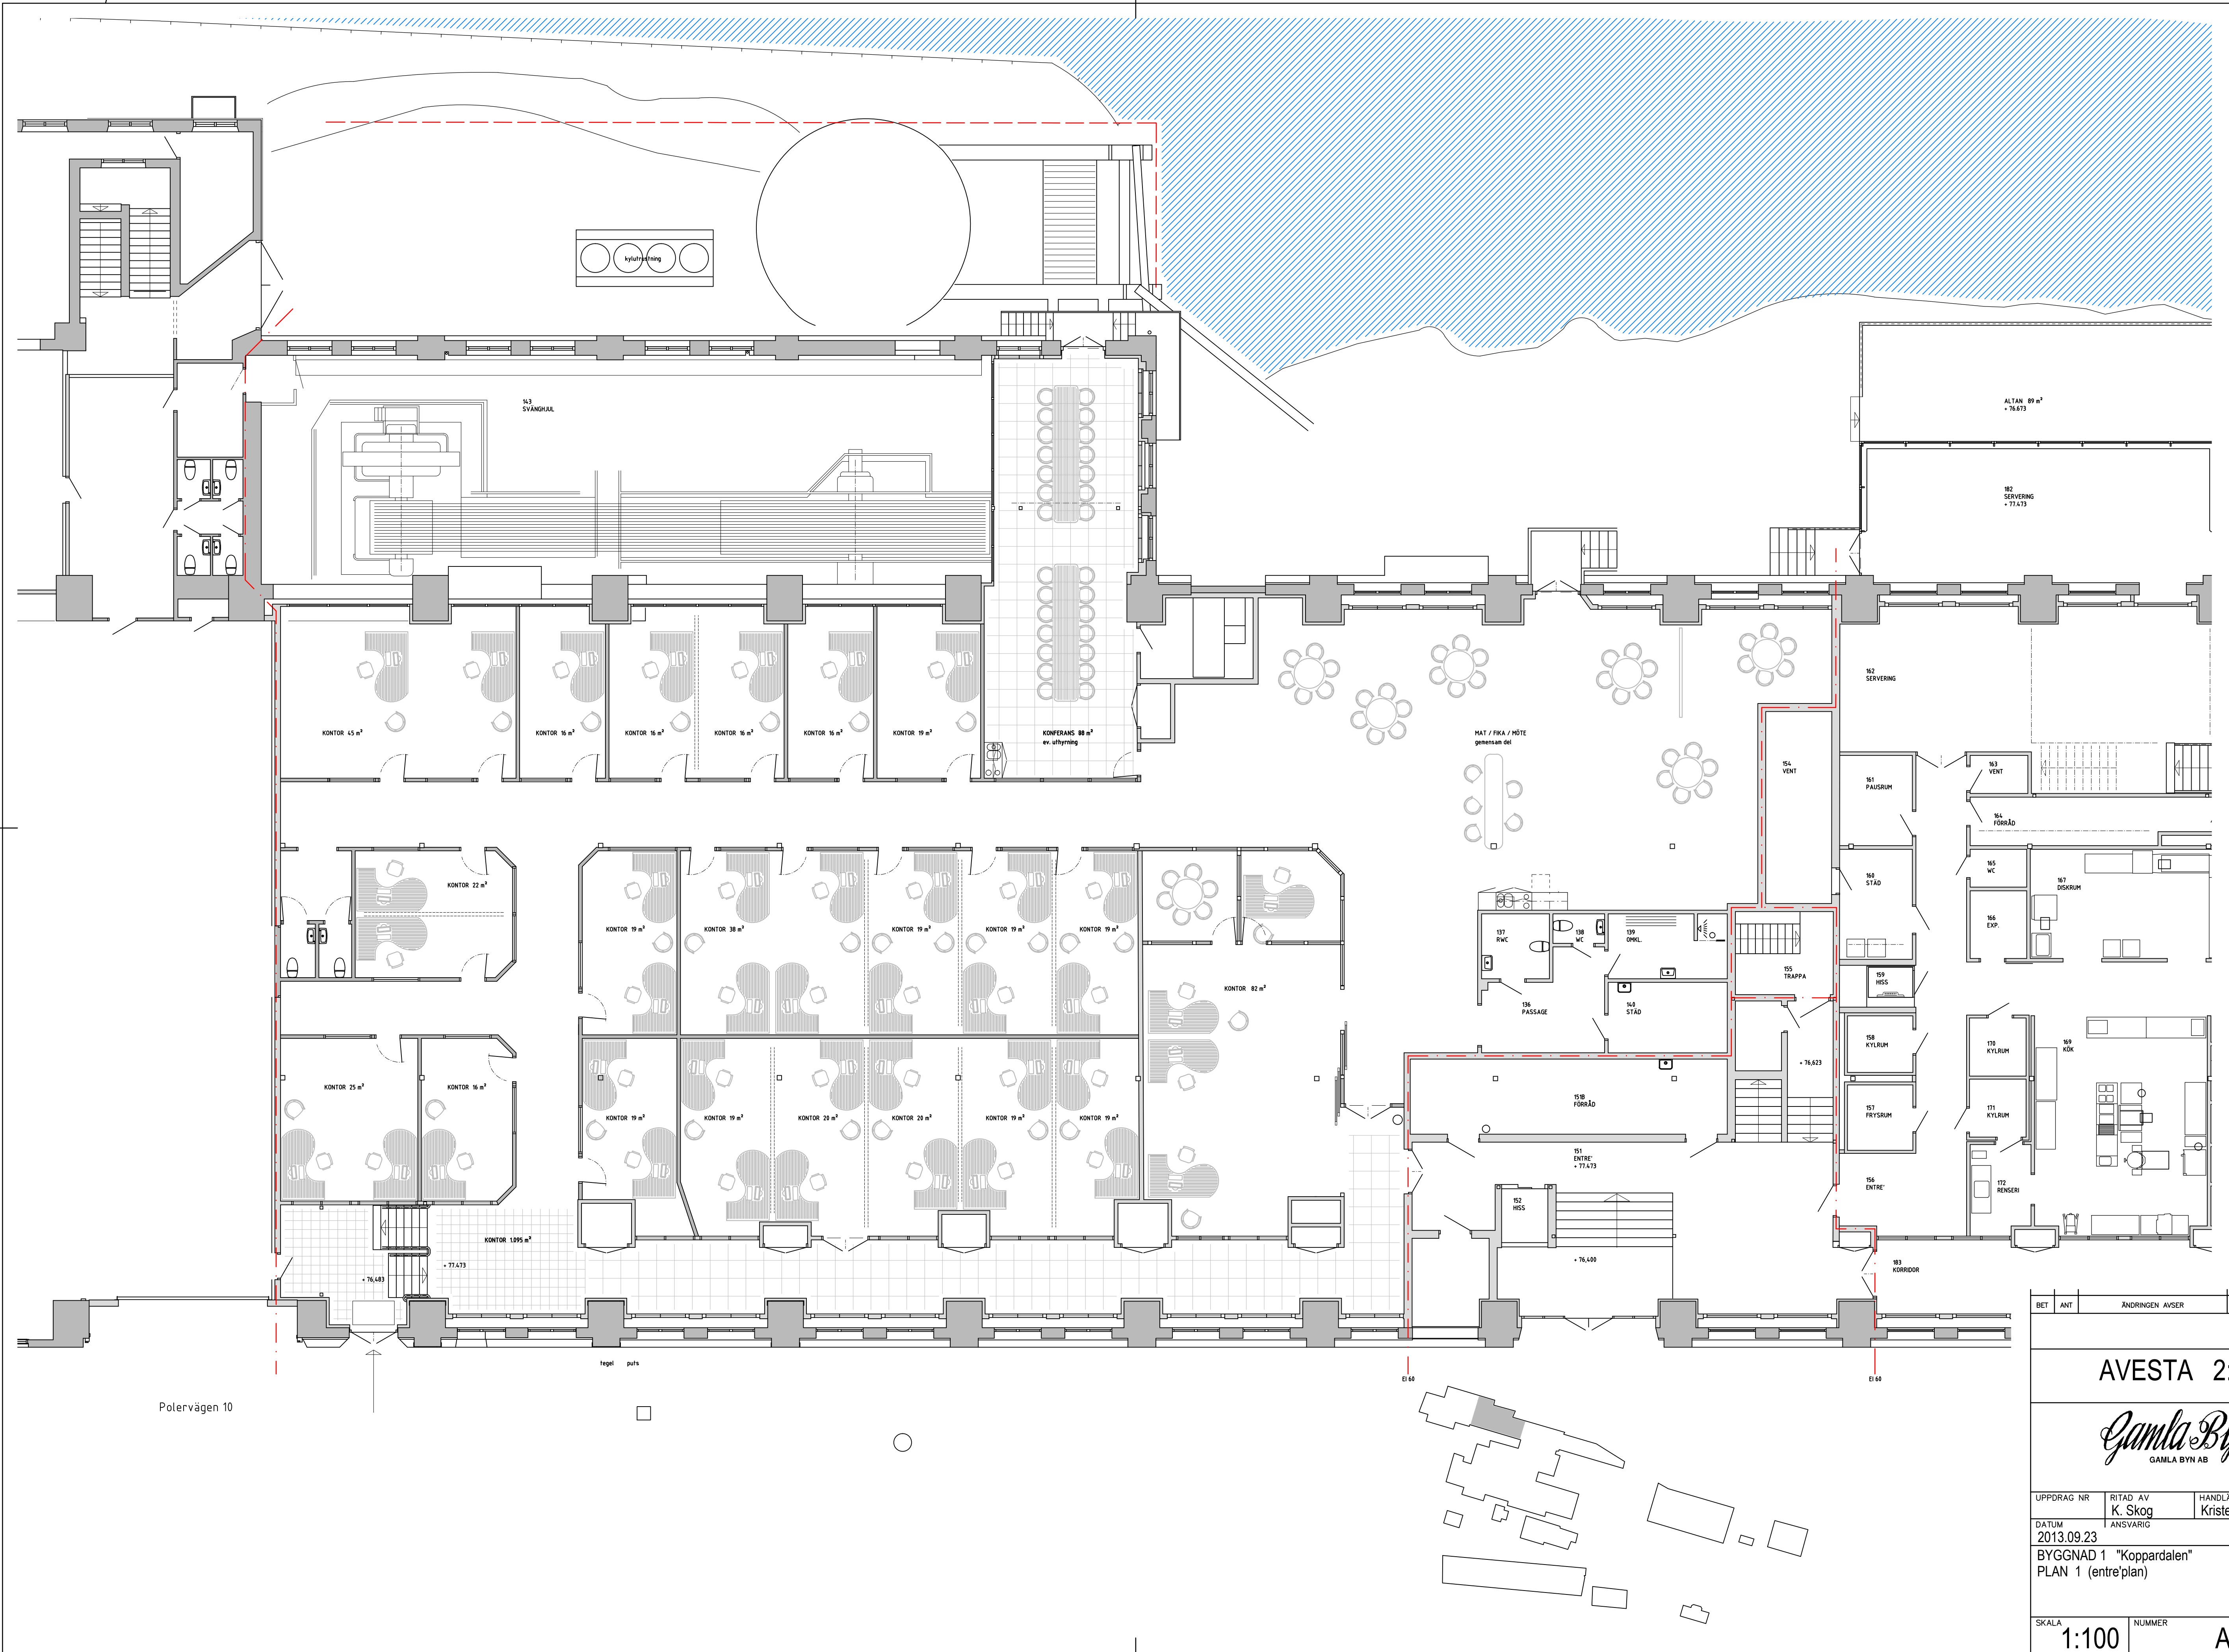 kylutrustning
143
SVÄNGHJUL
ALTAN 89 m²
+ 76.673
182
SERVERING
+ 77.473
162
SERVERING
KONTOR 45 m²
KONTOR 16 m²
KONTOR 16 m²
KONTOR 16 m²
KONTOR 16 m²
KONTOR 19 m²
KONFERANS 88 m²
ev. uthyrning
MAT / FIKA / MÖTE
gemensam del
154
VENT
161
PAUSRUM
163
VENT
164
FÖRRÅD
KONTOR 22 m²
160
STÄD
165
WC
167
DISKRUM
166
EXP.
KONTOR 19 m²
KONTOR 38 m²
KONTOR 19 m²
KONTOR 19 m²
KONTOR 19 m²
137
RWC
138
WC
139
OMKL.
155
TRAPPA
159
HISS
KONTOR 82 m²
136
PASSAGE
140
STÄD
158
KYLRUM
170
KYLRUM
169
KÖK
+ 76,623
KONTOR 25 m²
KONTOR 16 m²
KONTOR 19 m²
KONTOR 19 m²
KONTOR 20 m²
KONTOR 20 m²
KONTOR 19 m²
KONTOR 19 m²
151B
FÖRRÅD
157
FRYSRUM
171
KYLRUM
151
ENTRE'
+ 77.473
156
ENTRE'
172
RENSERI
152
HISS
KONTOR 1.095 m²
+ 76,483
+ 77.473
+ 76,400
183
KORRIDOR
tegel puts
EI 60
EI 60
Polervägen 10
BET ANT ÄNDRINGEN AVSER
AVESTA 2:
Gamla By
GAMLA BYN AB
UPPDRAG NR RITAD AV HANDLÄ
K. Skog Kriste
DATUM ANSVARIG
2013.09.23
BYGGNAD 1 "Koppardalen"
PLAN 1 (entre'plan)
SKALA NUMMER
1:100 A